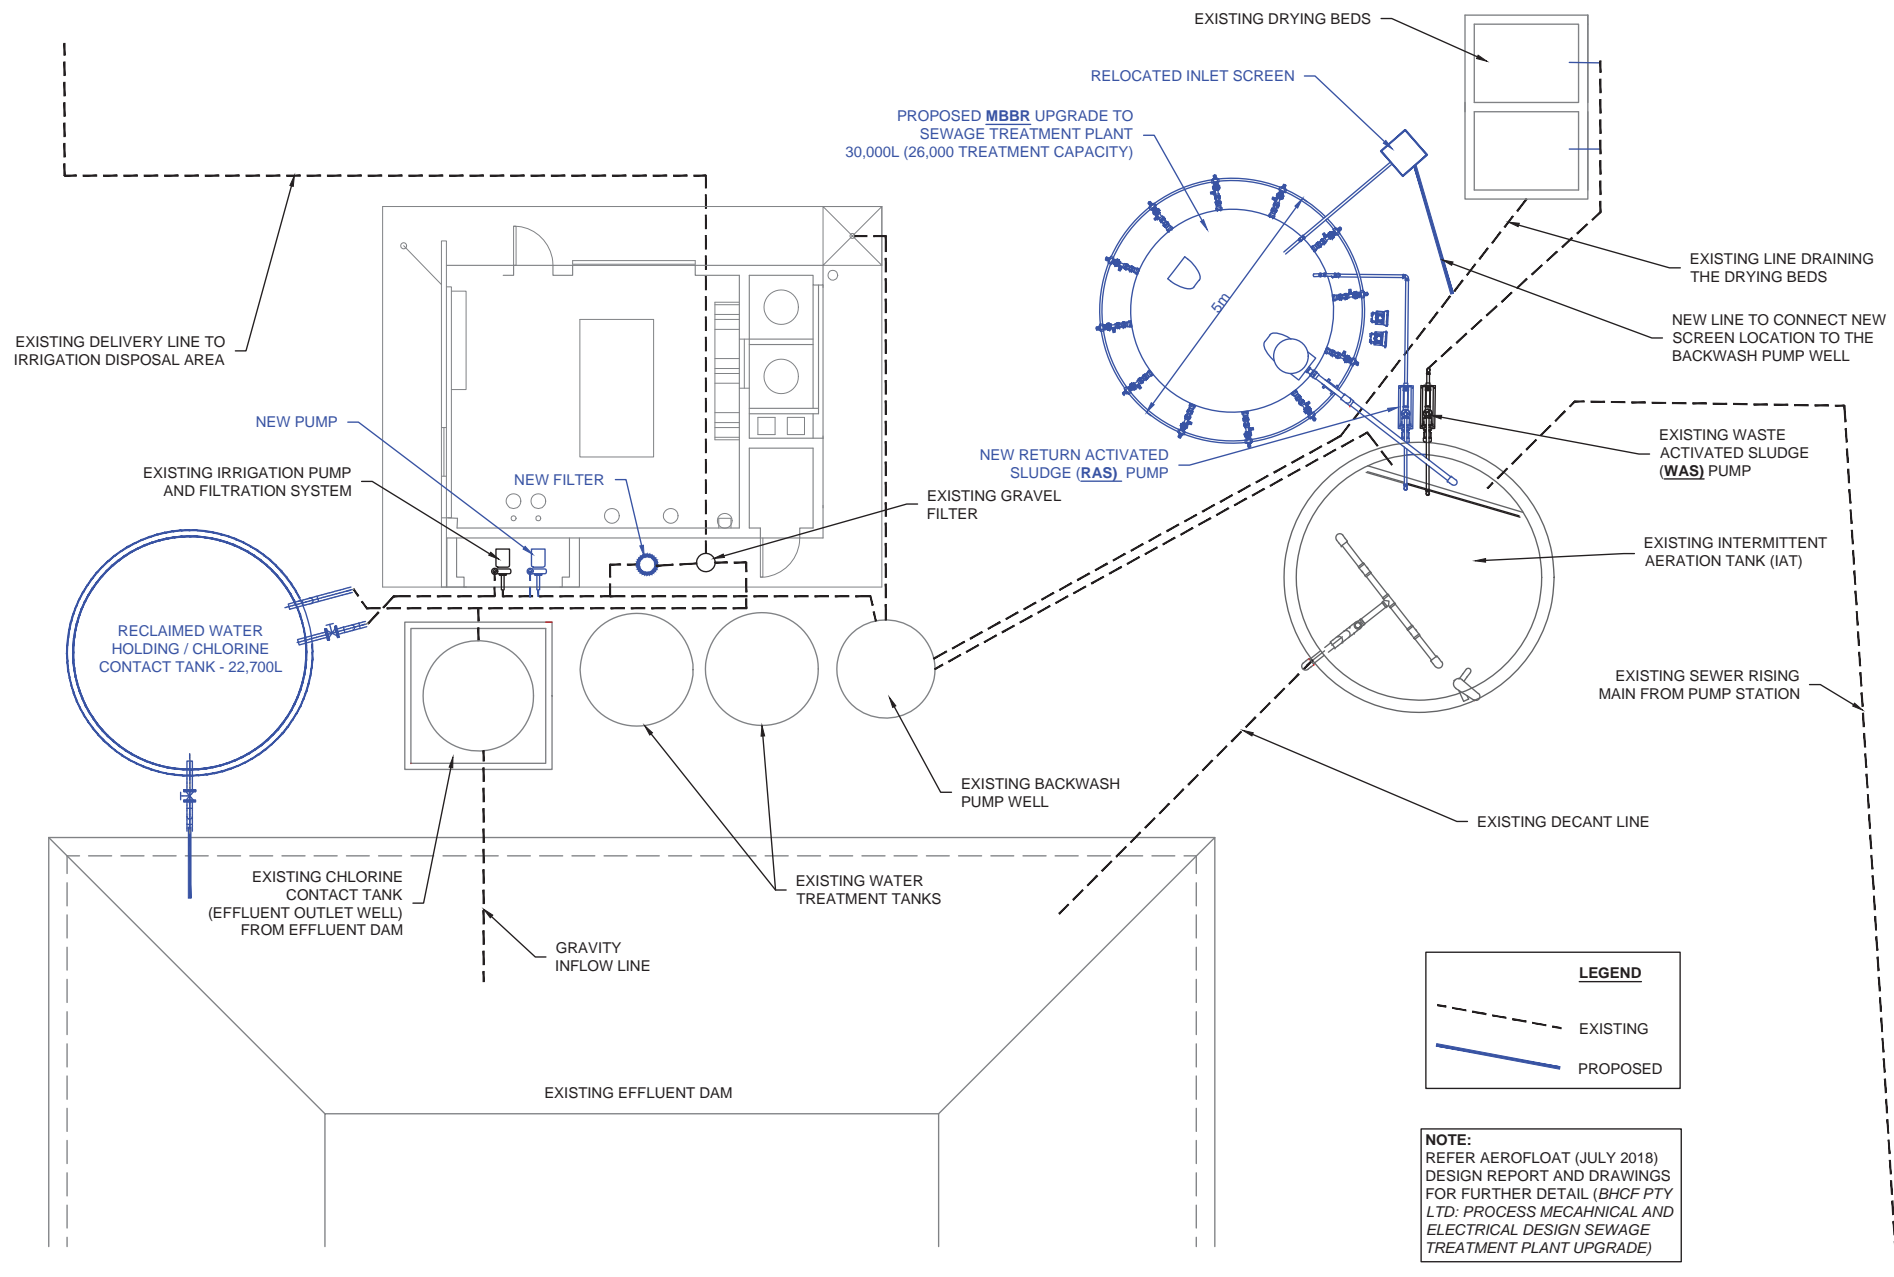 EXISTING DRYING BEDS
RELOCATED INLET SCREEN
PROPOSED MBBR UPGRADE TO
SEWAGE TREATMENT PLANT
30,000L (26,000 TREATMENT CAPACITY)
5m
EXISTING LINE DRAINING
THE DRYING BEDS
NEW LINE TO CONNECT NEW
SCREEN LOCATION TO THE
BACKWASH PUMP WELL
EXISTING DELIVERY LINE TO
IRRIGATION DISPOSAL AREA
NEW PUMP
EXISTING IRRIGATION PUMP
AND FILTRATION SYSTEM
NEW FILTER
EXISTING GRAVEL
FILTER
NEW RETURN ACTIVATED
SLUDGE (RAS) PUMP
EXISTING WASTE
ACTIVATED SLUDGE
(WAS) PUMP
EXISTING INTERMITTENT
AERATION TANK (IAT)
RECLAIMED WATER
HOLDING / CHLORINE
CONTACT TANK - 22,700L
EXISTING SEWER RISING
MAIN FROM PUMP STATION
EXISTING BACKWASH
PUMP WELL
EXISTING DECANT LINE
EXISTING CHLORINE
CONTACT TANK
(EFFLUENT OUTLET WELL)
FROM EFFLUENT DAM
EXISTING WATER
TREATMENT TANKS
GRAVITY
INFLOW LINE
EXISTING EFFLUENT DAM
LEGEND
EXISTING
PROPOSED
NOTE:
REFER AEROFLOAT (JULY 2018)
DESIGN REPORT AND DRAWINGS
FOR FURTHER DETAIL (BHCF PTY
LTD: PROCESS MECAHNICAL AND
ELECTRICAL DESIGN SEWAGE
TREATMENT PLANT UPGRADE)